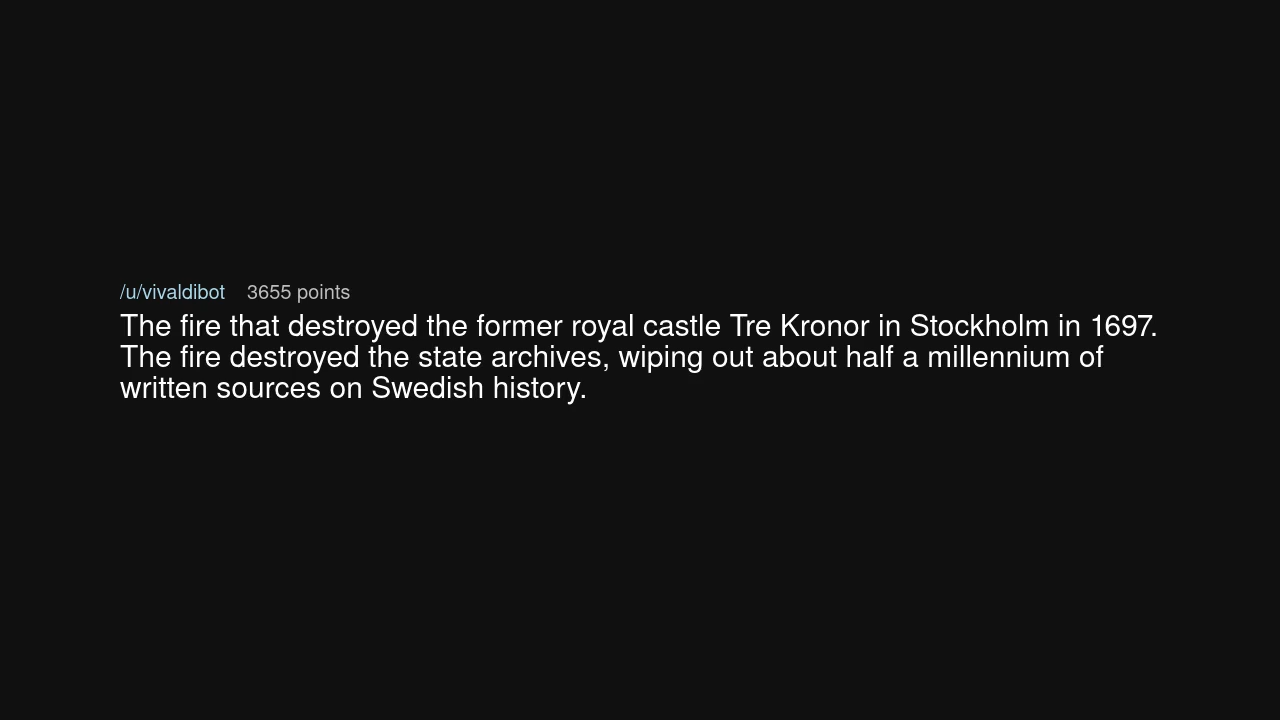 /u/vivaldibot 3655 points
The fire that destroyed the former royal castle Tre Kronor in Stockholm in 1697.
The fire destroyed the state archives, wiping out about half a millennium of
written sources on Swedish history.